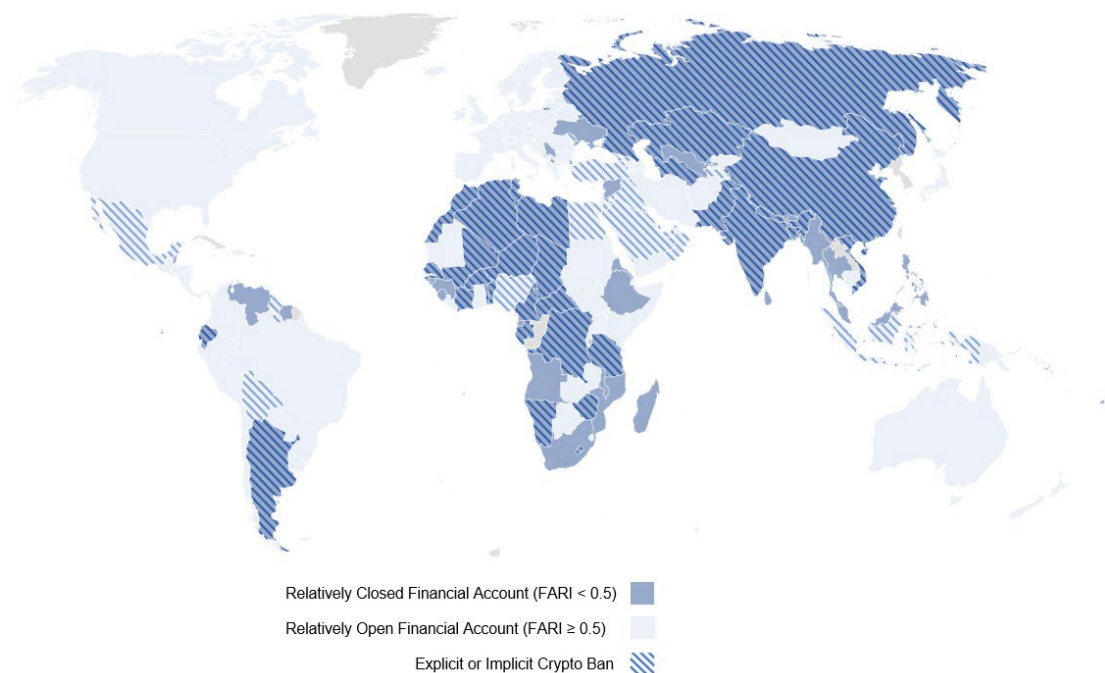 Relatively Closed Financial Account (FARI < 0.5)
Relatively Open Financial Account (FARI ≥ 0.5)
Explicit or Implicit Crypto Ban